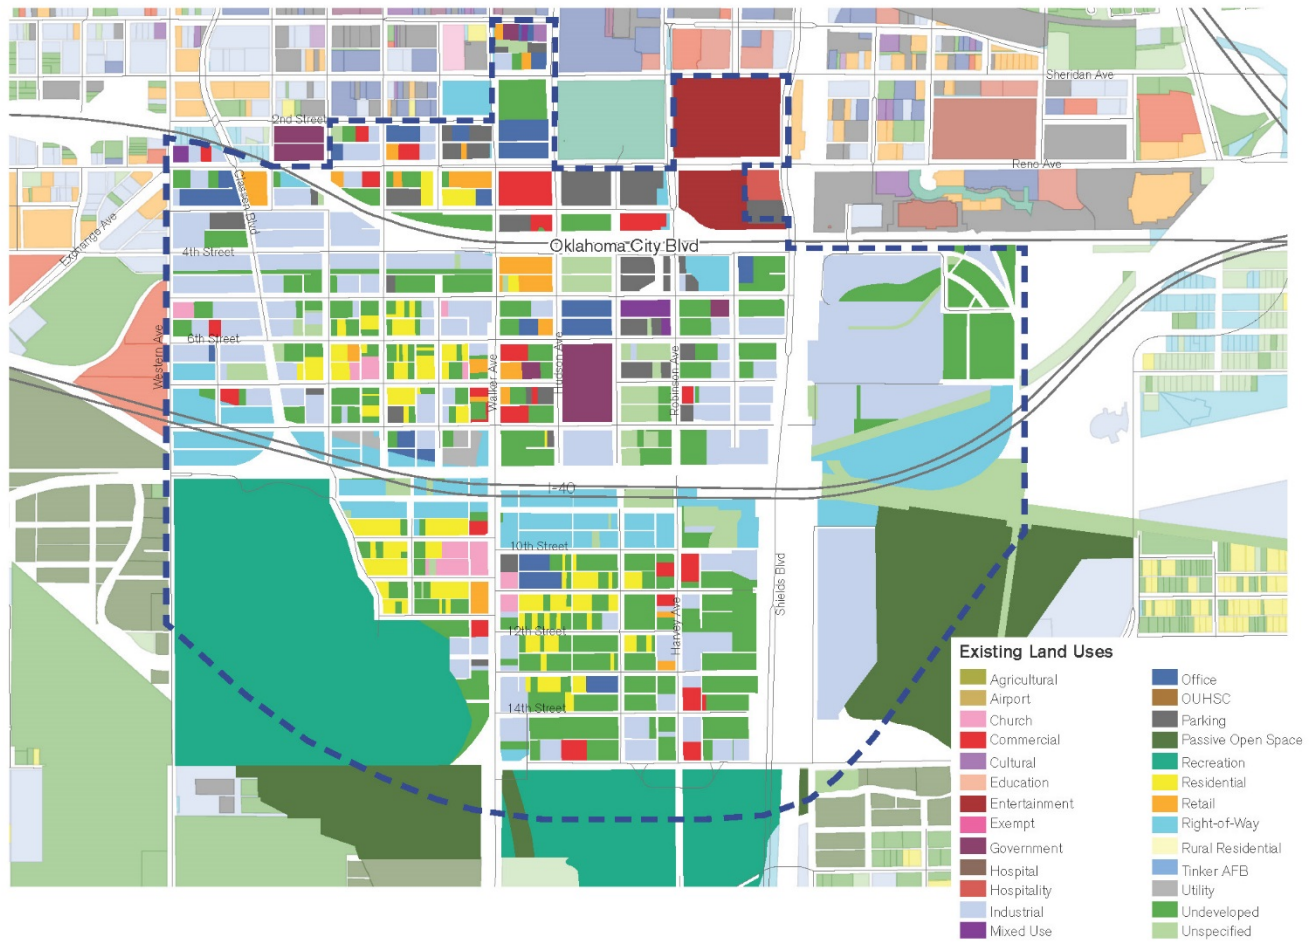 Sheridan Ave
2nd Street
Reno Ave
Classen Blvd
Exchange Ave
Oklahoma City Blvd
4th Street
6th Street
Western Ave
Walker Ave
Hudson Ave
Robinson Ave
I-40
10th Street
Shields Blvd
Harvey Ave
12th Street
14th Street
Existing Land Uses
Agricultural
Airport
Church
Commercial
Cultural
Education
Entertainment
Exempt
Government
Hospital
Hospitality
Industrial
Mixed Use
Office
OUHSC
Parking
Passive Open Space
Recreation
Residential
Retail
Right-of-Way
Rural Residential
Tinker AFB
Utility
Undeveloped
Unspecified